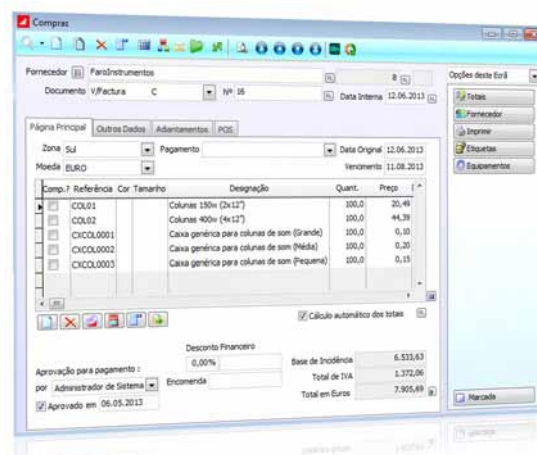 Compras
Fornecedor FaroInstrumentos 8
Documento V/Factura C Nº 16 Data Interna 12.06.2013
Página Principal Outros Dados Adiantamentos POS
Zona Sul Pagamento Data Original 12.06.2013
Moeda EURO Vencimento 11.08.2013
Comp.? Referência Cor Tamanho Designação Quant. Preço
COL01 Colunas 150w (2x12") 100,0 20,49
COL02 Colunas 400w (4x12") 100,0 44,39
CXCOL0001 Caixa genérica para colunas de som (Grande) 100,0 0,10
CXCOL0002 Caixa genérica para colunas de som (Média) 100,0 0,20
CXCOL0003 Caixa genérica para colunas de som (Pequena) 100,0 0,15
Cálculo automático dos totais
Desconto Financeiro
Aprovação para pagamento : 0,00% Base de Incidência 6.533,63
por Administrador de Sistema Encomenda Total de IVA 1.372,06
Aprovado em 06.05.2013 Total em Euros 7.905,69
Opções deste Ecrã
Totais
Fornecedor
Imprimir
Etiquetas
Equipamentos
Marcada